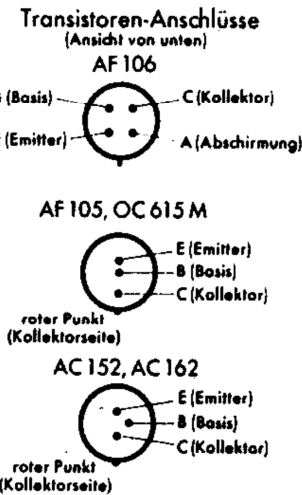 Transistoren-Anschlüsse
(Ansicht von unten)
AF 106
(Basis)
C (Kollektor)
(Emitter)
A (Abschirmung)
AF 105, OC 615 M
E (Emitter)
B (Basis)
C (Kollektor)
roter Punkt
(Kollektorseite)
AC 152, AC 162
E (Emitter)
B (Basis)
C (Kollektor)
roter Punkt
(Kollektorseite)